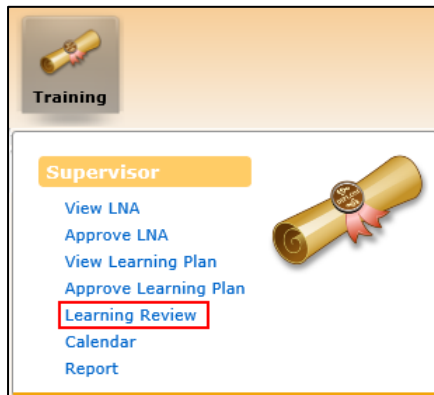 Training
Supervisor
View LNA
Approve LNA
View Learning Plan
Approve Learning Plan
Learning Review
Calendar
Report